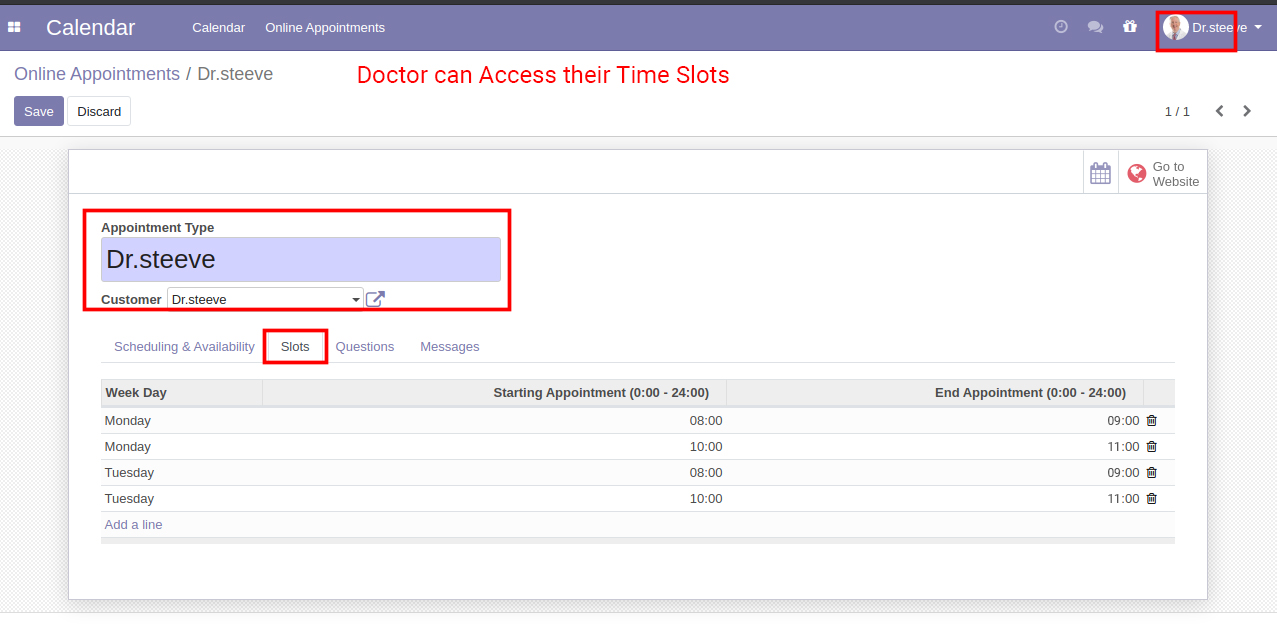 Calendar Calendar Online Appointments Dr.steeve
Online Appointments / Dr.steeve Doctor can Access their Time Slots
Save Discard 1 / 1
Go to
Website
Appointment Type
Dr.steeve
Customer Dr.steeve
Scheduling & Availability Slots Questions Messages
Week Day Starting Appointment (0:00 - 24:00) End Appointment (0:00 - 24:00)
Monday 08:00 09:00
Monday 10:00 11:00
Tuesday 08:00 09:00
Tuesday 10:00 11:00
Add a line